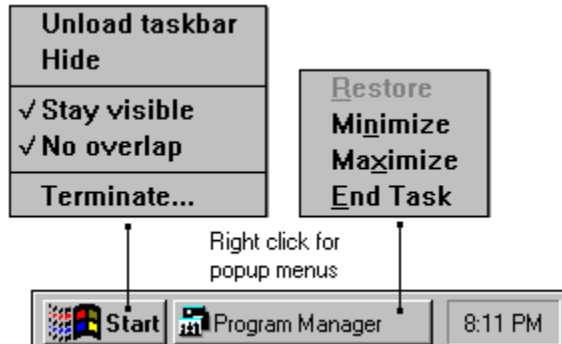 Unload taskbar
Hide
✓ Stay visible
✓ No overlap
Terminate...
Restore
Minimize
Maximize
End Task
Right click for
popup menus
Start
Program Manager
8:11 PM